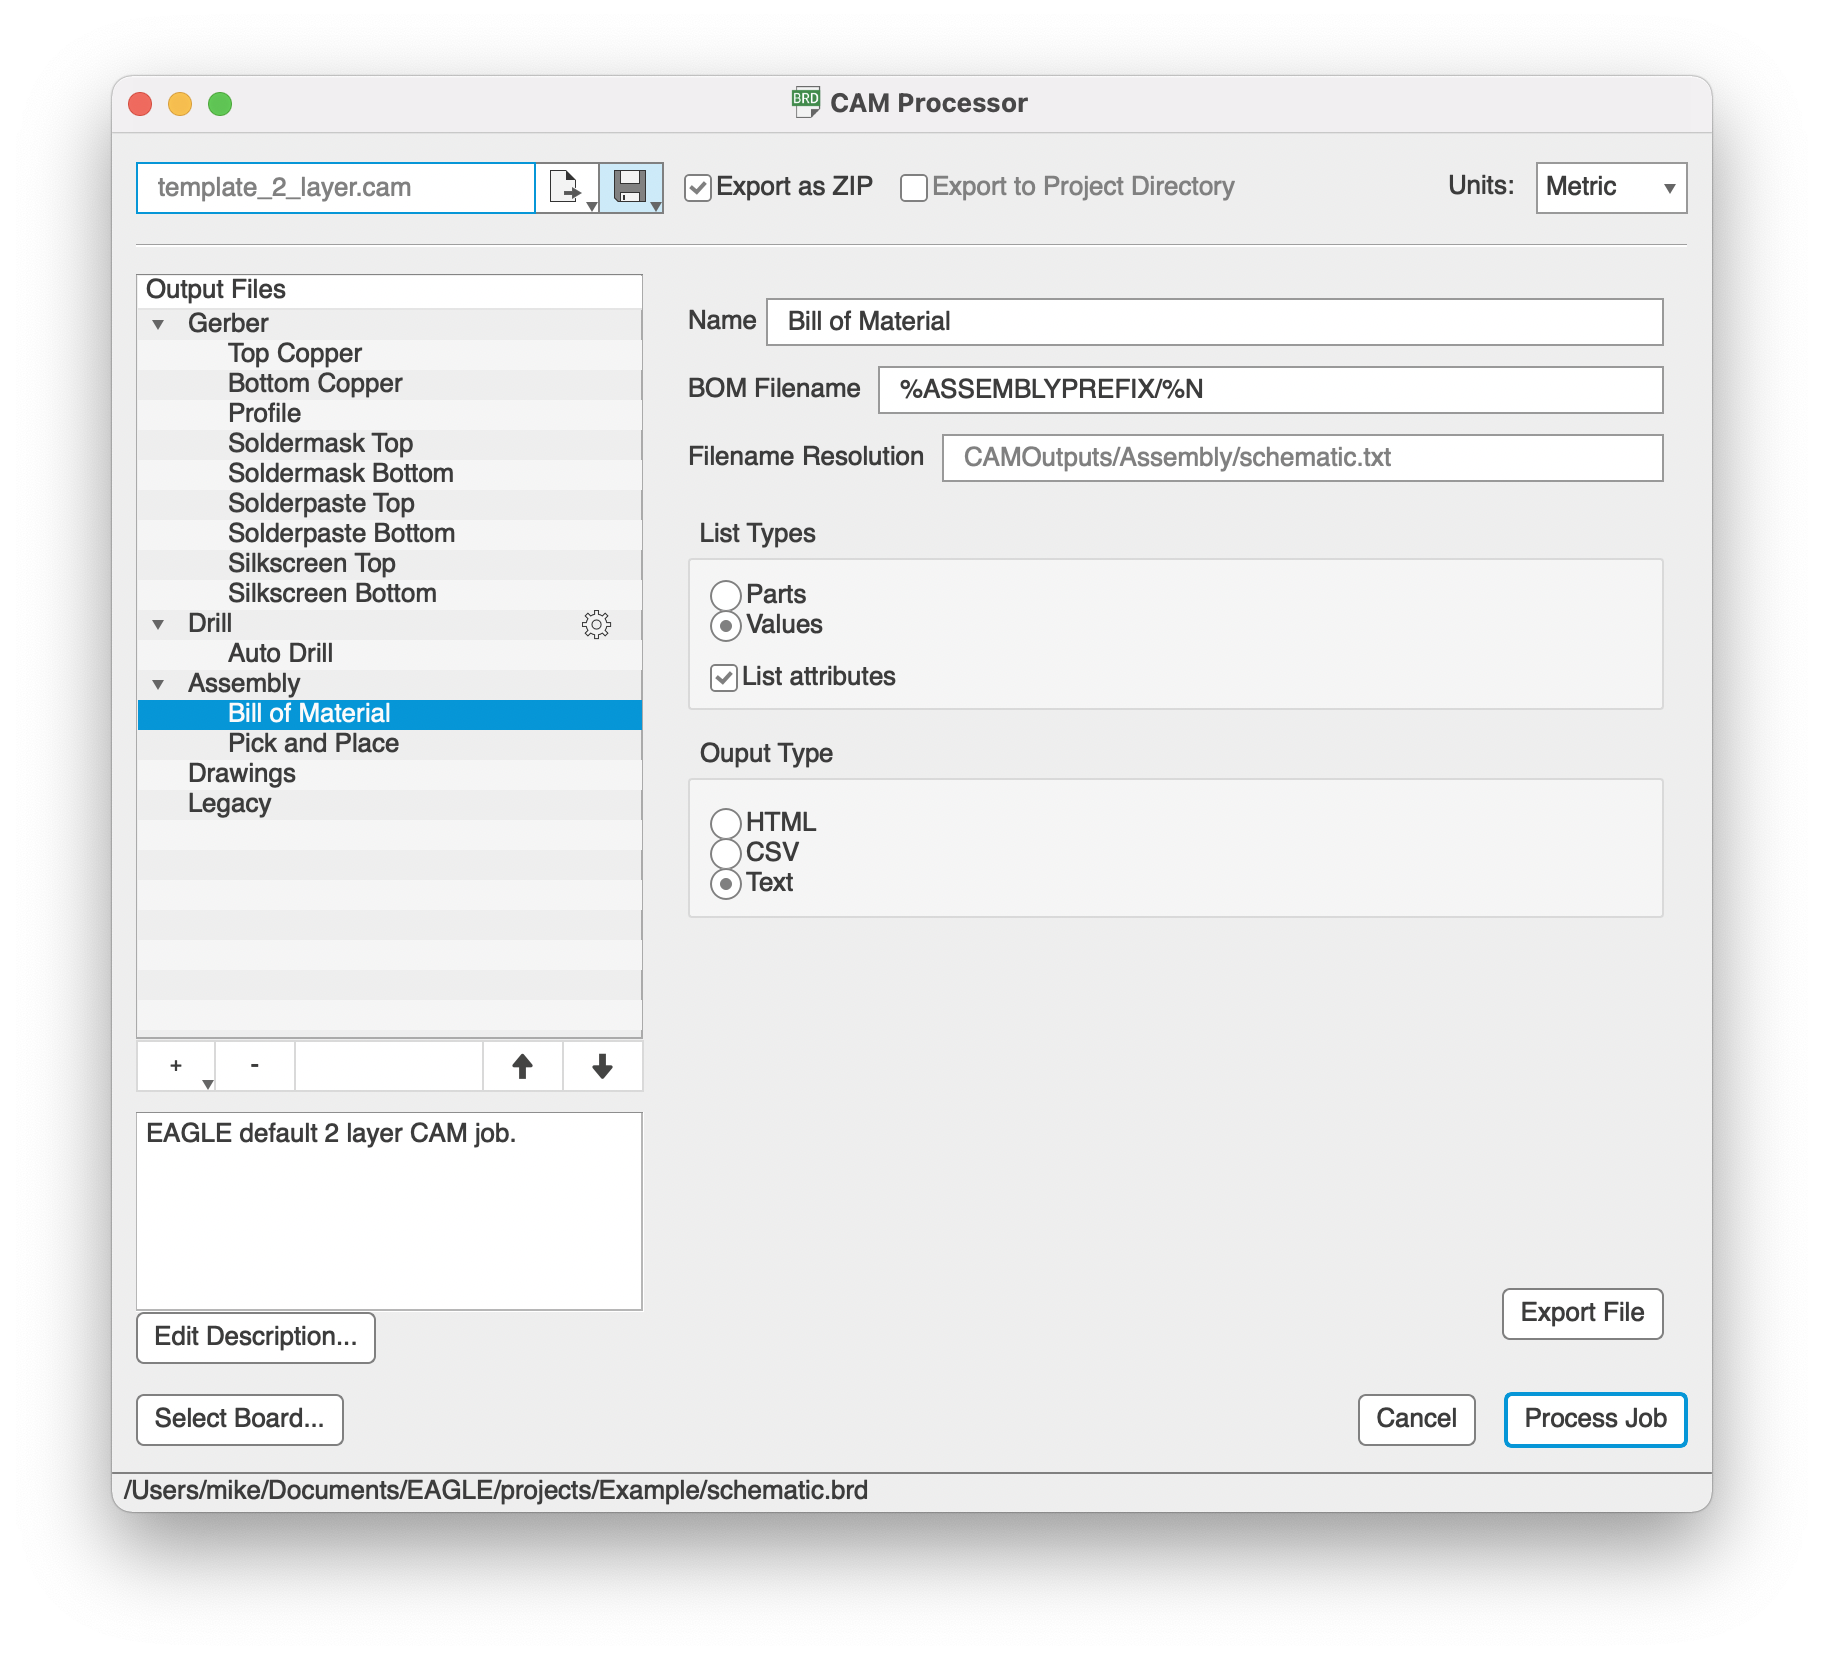 BRD CAM Processor
template_2_layer.cam
Export as ZIP
Export to Project Directory
Units:
Metric
Output Files
Gerber
Top Copper
Bottom Copper
Profile
Soldermask Top
Soldermask Bottom
Solderpaste Top
Solderpaste Bottom
Silkscreen Top
Silkscreen Bottom
Drill
Auto Drill
Assembly
Bill of Material
Pick and Place
Drawings
Legacy
+
-
EAGLE default 2 layer CAM job.
Edit Description...
Select Board...
Name
Bill of Material
BOM Filename
%ASSEMBLYPREFIX/%N
Filename Resolution
CAMOutputs/Assembly/schematic.txt
List Types
Parts
Values
List attributes
Ouput Type
HTML
CSV
Text
Export File
Cancel
Process Job
/Users/mike/Documents/EAGLE/projects/Example/schematic.brd